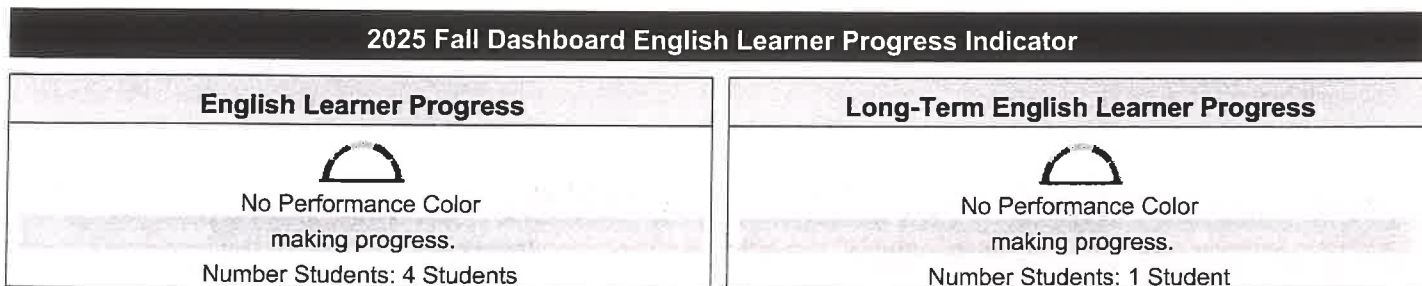 2025 Fall Dashboard English Learner Progress Indicator
English Learner Progress
No Performance Color
making progress.
Number Students: 4 Students
Long-Term English Learner Progress
No Performance Color
making progress.
Number Students: 1 Student